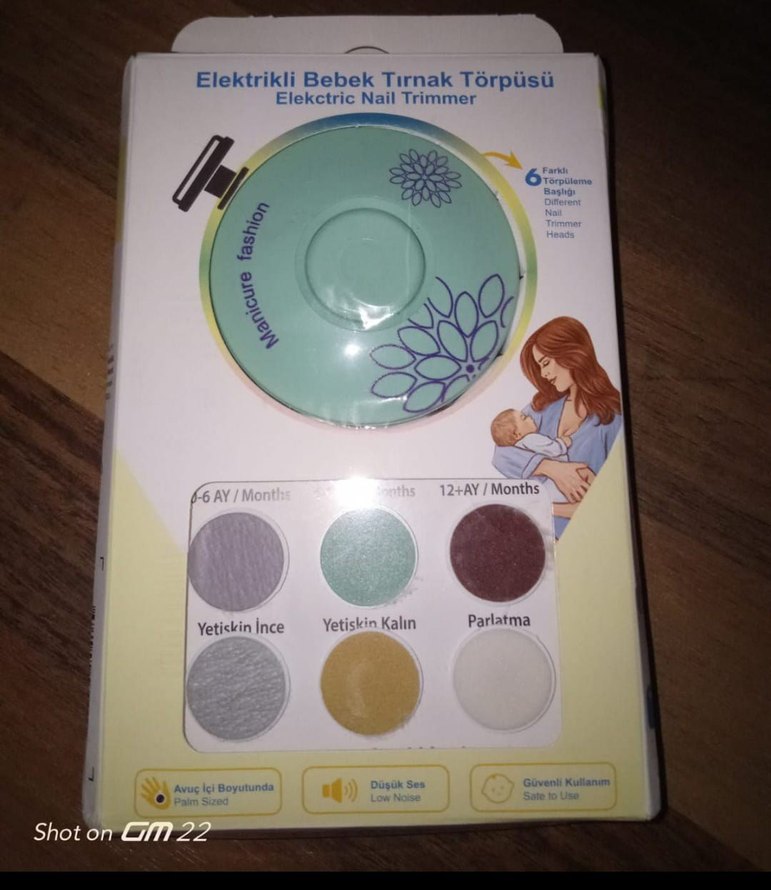 Elektrikli Bebek Tırnak Törpüsü
Elekctric Nail Trimmer
Manicure fashion
6 Farklı
Törpüleme
Başlığı
Different
Nail
Trimmer
Heads
-6 AY / Months
12+AY / Months
Yetişkin İnce
Yetişkin Kalın
Parlatma
Avuç İçi Boyutunda
Palm Sized
Düşük Ses
Low Noise
Güvenli Kullanım
Safe to Use
Shot on GM 22